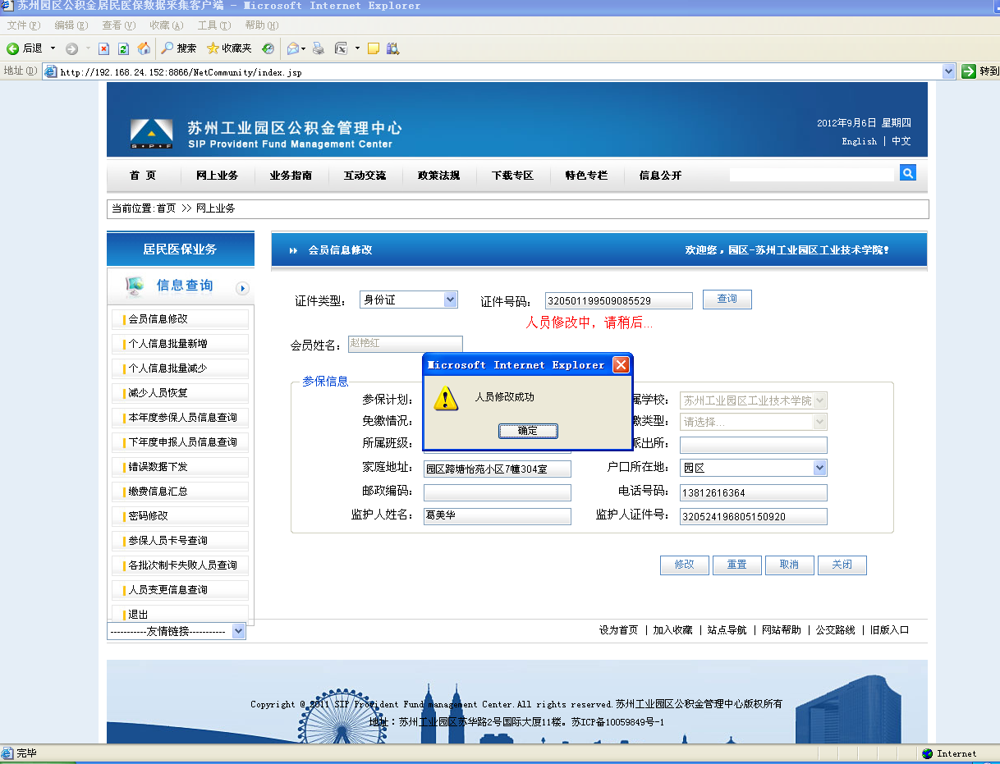 苏州园区公积金居民医保数据采集客户端 - Microsoft Internet Explorer
文件(F) 编辑(E) 查看(V) 收藏(A) 工具(T) 帮助(H)
后退 搜索 收藏夹
地址(D) http://192.168.24.152:8866/NetCommunity/index.jsp 转到
苏州工业园区公积金管理中心
SIP Provident Fund Management Center
S·I·P·F
2012年9月6日 星期四
English | 中文
首 页 网上业务 业务指南 互动交流 政策法规 下载专区 特色专栏 信息公开
当前位置:首页 >> 网上业务
居民医保业务
信息查询
会员信息修改
个人信息批量新增
个人信息批量减少
减少人员恢复
本年度参保人员信息查询
下年度申报人员信息查询
错误数据下发
缴费信息汇总
密码修改
参保人员卡号查询
各批次制卡失败人员查询
人员变更信息查询
退出
-----------友情链接-----------
会员信息修改 欢迎您，园区-苏州工业园区工业技术学院!
证件类型： 身份证 证件号码： 320501199509085529 查询
人员修改中，请稍后...
会员姓名： 赵艳红
Microsoft Internet Explorer
人员修改成功
确定
参保信息
参保计划： 属学校： 苏州工业园区工业技术学院
免缴情况： 缴类型： 请选择...
所属班级： 派出所：
家庭地址： 园区跨塘怡苑小区7幢304室 户口所在地： 园区
邮政编码： 电话号码： 13812616364
监护人姓名： 葛美华 监护人证件号： 320524196805150920
修改 重置 取消 关闭
设为首页 | 加入收藏 | 站点导航 | 网站帮助 | 公交路线 | 旧版入口
Copyright @ 2011 SIP Provident Fund management Center.All rights reserved.苏州工业园区公积金管理中心版权所有
地址：苏州工业园区苏华路2号国际大厦11楼。苏ICP备10059849号-1
完毕 Internet